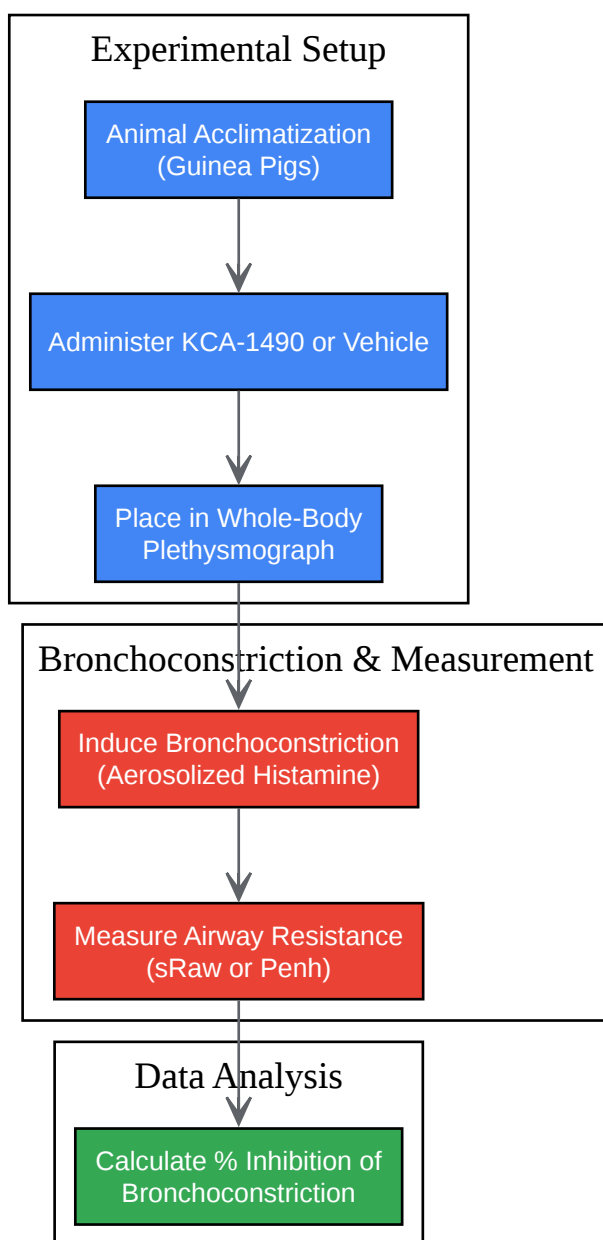 Experimental Setup
Animal Acclimatization
(Guinea Pigs)
Administer KCA-1490 or Vehicle
Place in Whole-Body
Plethysmograph
Bronchoconstriction & Measurement
Induce Bronchoconstriction
(Aerosolized Histamine)
Measure Airway Resistance
(sRaw or Penh)
Data Analysis
Calculate % Inhibition of
Bronchoconstriction